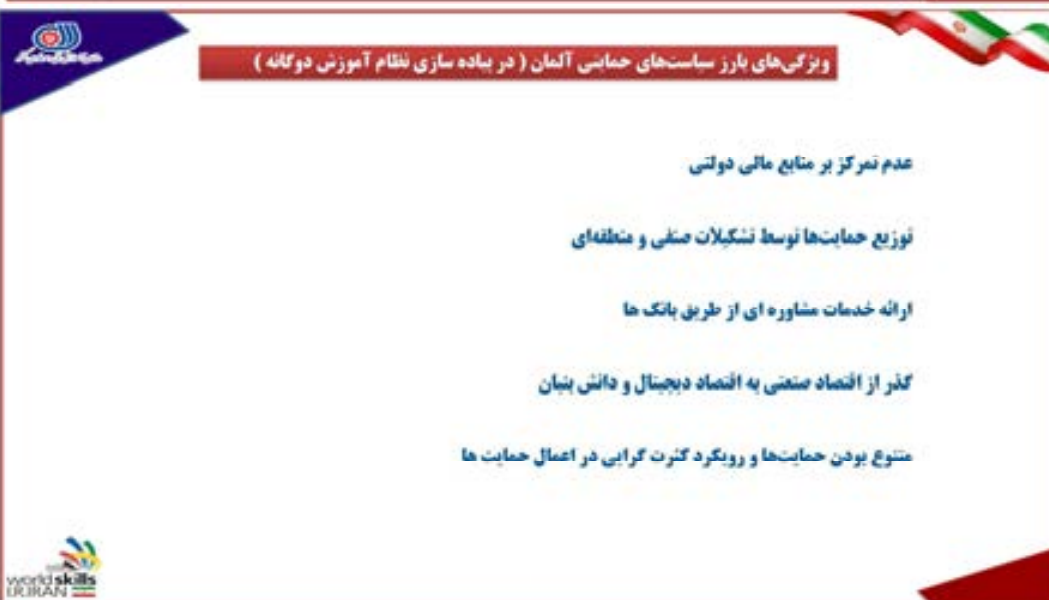 ویژگی‌های بارز سیاست‌های حمایتی آلمان ( در پیاده سازی نظام آموزش دوگانه )
عدم تمرکز بر منابع مالی دولتی
توزیع حمایت‌ها توسط تشکیلات صنفی و منطقه‌ای
ارائه خدمات مشاوره ای از طریق بانک ها
گذر از اقتصاد صنعتی به اقتصاد دیجیتال و دانش بنیان
متنوع بودن حمایت‌ها و رویکرد کثرت گرایی در اعمال حمایت ها
worldskills
I.R.IRAN